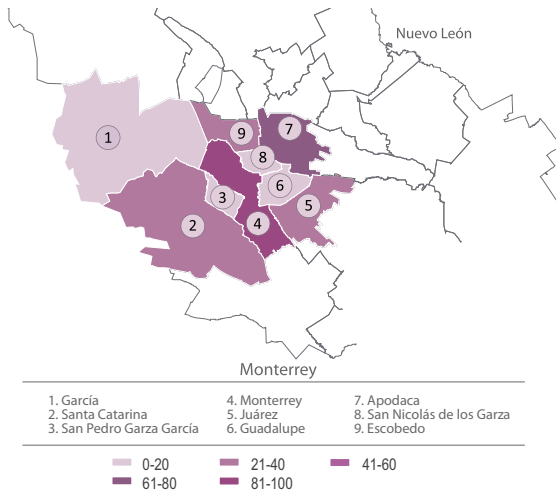 Nuevo León
1
9
7
8
6
3
5
2
4
Monterrey
1. García
4. Monterrey
7. Apodaca
2. Santa Catarina
5. Juárez
8. San Nicolás de los Garza
3. San Pedro Garza García
6. Guadalupe
9. Escobedo
0-20
21-40
41-60
61-80
81-100